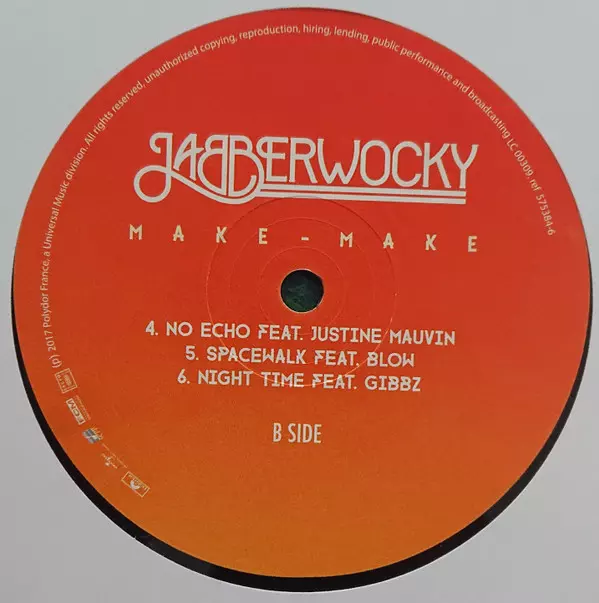 (p) 2017 Polydor France, a Universal Music division. All rights reserved, unauthorized copying, reproduction, hiring, lending, public performance and broadcasting LC 00309. ref 575384-6
JABBERWOCKY
MAKE-MAKE
4. NO ECHO FEAT. JUSTINE MAUVIN
5. SPACEWALK FEAT. BLOW
6. NIGHT TIME FEAT. GIBBZ
B SIDE